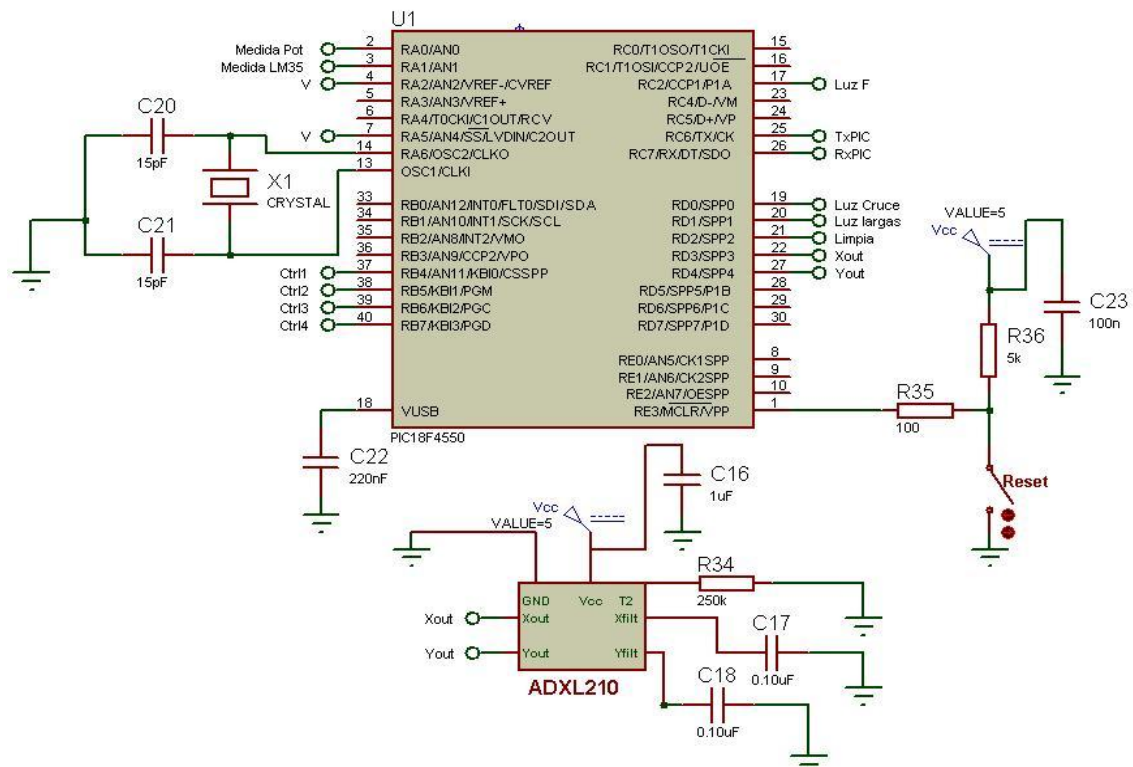 U1
Medida Pot
2
RA0/AN0
Medida LM35
3
RA1/AN1
V
4
RA2/AN2/VREF-/CVREF
5
RA3/AN3/VREF+
6
RA4/T0CKI/C1OUT/RCV
V
7
RA5/AN4/SS/LVDIN/C2OUT
14
RA6/OSC2/CLKO
13
OSC1/CLKI
33
RB0/AN12/INT0/FLT0/SDI/SDA
34
RB1/AN10/INT1/SCK/SCL
35
RB2/AN8/INT2/VMO
36
RB3/AN9/CCP2/VPO
Ctrl1
37
RB4/AN11/KBI0/CSSPP
Ctrl2
38
RB5/KBI1/PGM
Ctrl3
39
RB6/KBI2/PGC
Ctrl4
40
RB7/KBI3/PGD
18
VUSB
PIC18F4550
RC0/T1OSO/T1CKI
15
RC1/T1OSI/CCP2/UOE
16
RC2/CCP1/P1A
17
Luz F
RC4/D-/VM
23
RC5/D+/VP
24
RC6/TX/CK
25
TxPIC
RC7/RX/DT/SDO
26
RxPIC
RD0/SPP0
19
Luz Cruce
RD1/SPP1
20
Luz largas
RD2/SPP2
21
Limpia
RD3/SPP3
22
Xout
RD4/SPP4
27
Yout
RD5/SPP5/P1B
28
RD6/SPP6/P1C
29
RD7/SPP7/P1D
30
RE0/AN5/CK1SPP
8
RE1/AN6/CK2SPP
9
RE2/AN7/OESPP
10
RE3/MCLR/VPP
1
C20
15pF
X1
CRYSTAL
C21
15pF
C22
220nF
VALUE=5
Vcc
C23
100n
R36
5k
R35
100
Reset
C16
1uF
Vcc
VALUE=5
R34
250k
GND
Vcc
T2
Xout
Xout
Xfilt
C17
0.10uF
Yout
Yout
Yfilt
C18
0.10uF
ADXL210